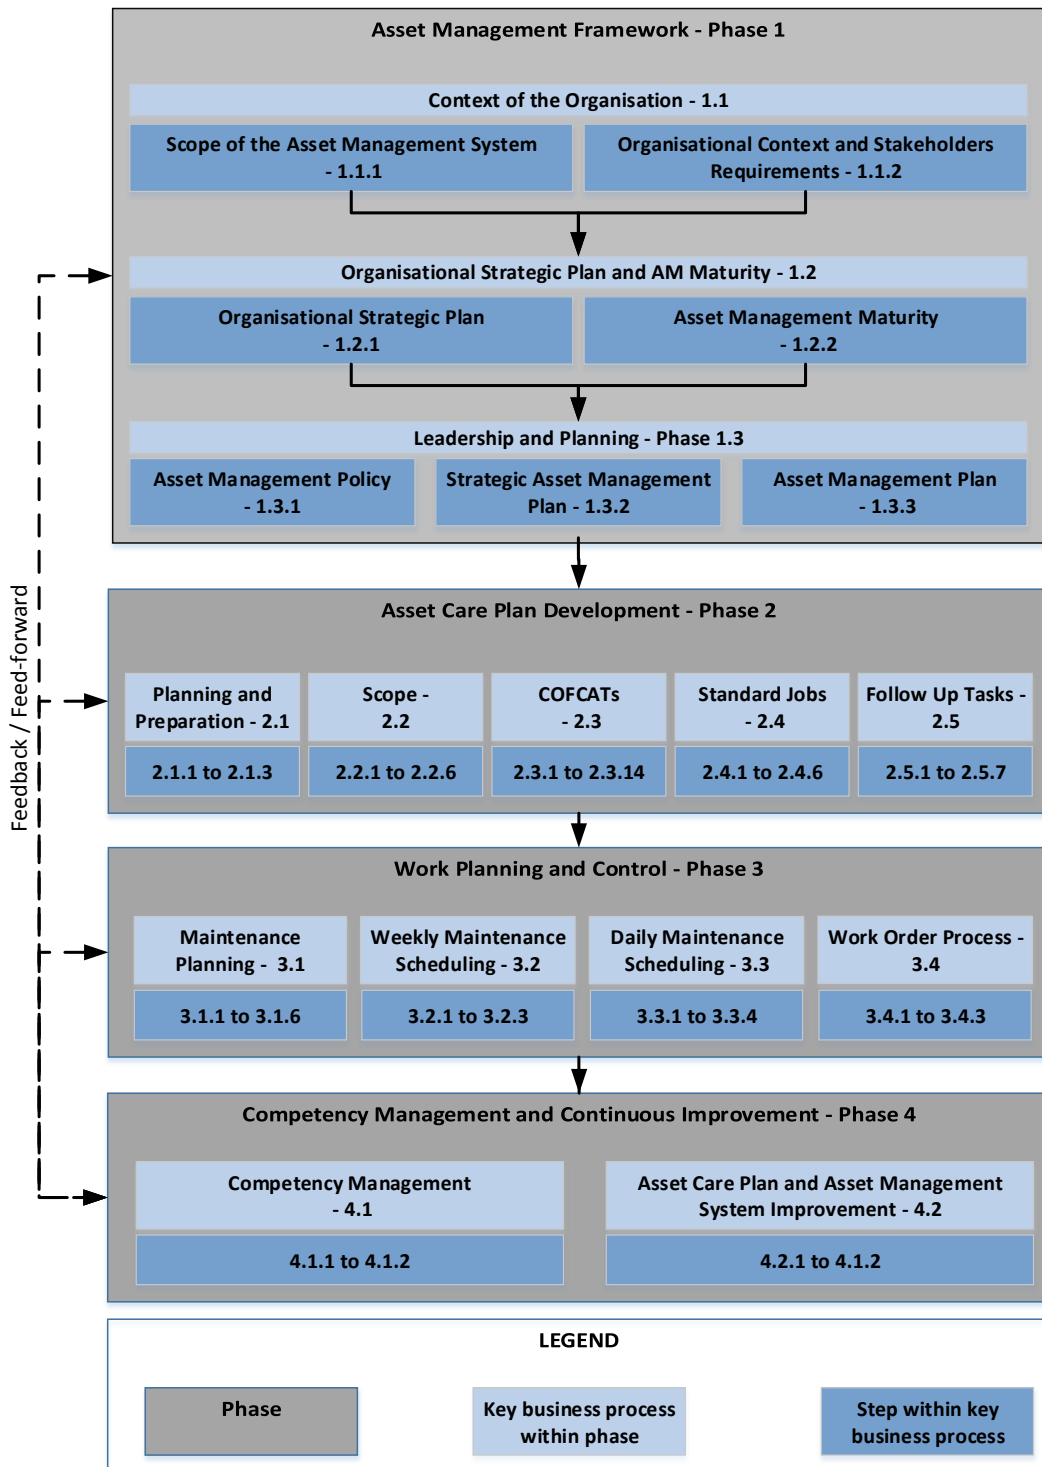 Asset Management Framework - Phase 1
Context of the Organisation - 1.1
Scope of the Asset Management System
- 1.1.1
Organisational Context and Stakeholders
Requirements - 1.1.2
Organisational Strategic Plan and AM Maturity - 1.2
Organisational Strategic Plan
- 1.2.1
Asset Management Maturity
- 1.2.2
Leadership and Planning - Phase 1.3
Asset Management Policy
- 1.3.1
Strategic Asset Management
Plan - 1.3.2
Asset Management Plan
- 1.3.3
Feedback / Feed-forward
Asset Care Plan Development - Phase 2
Planning and
Preparation - 2.1
Scope -
2.2
COFCATs
- 2.3
Standard Jobs
- 2.4
Follow Up Tasks -
2.5
2.1.1 to 2.1.3
2.2.1 to 2.2.6
2.3.1 to 2.3.14
2.4.1 to 2.4.6
2.5.1 to 2.5.7
Work Planning and Control - Phase 3
Maintenance
Planning -  3.1
Weekly Maintenance
Scheduling - 3.2
Daily Maintenance
Scheduling - 3.3
Work Order Process -
3.4
3.1.1 to 3.1.6
3.2.1 to 3.2.3
3.3.1 to 3.3.4
3.4.1 to 3.4.3
Competency Management and Continuous Improvement - Phase 4
Competency Management
- 4.1
Asset Care Plan and Asset Management
System Improvement - 4.2
4.1.1 to 4.1.2
4.2.1 to 4.1.2
LEGEND
Phase
Key business process
within phase
Step within key
business process